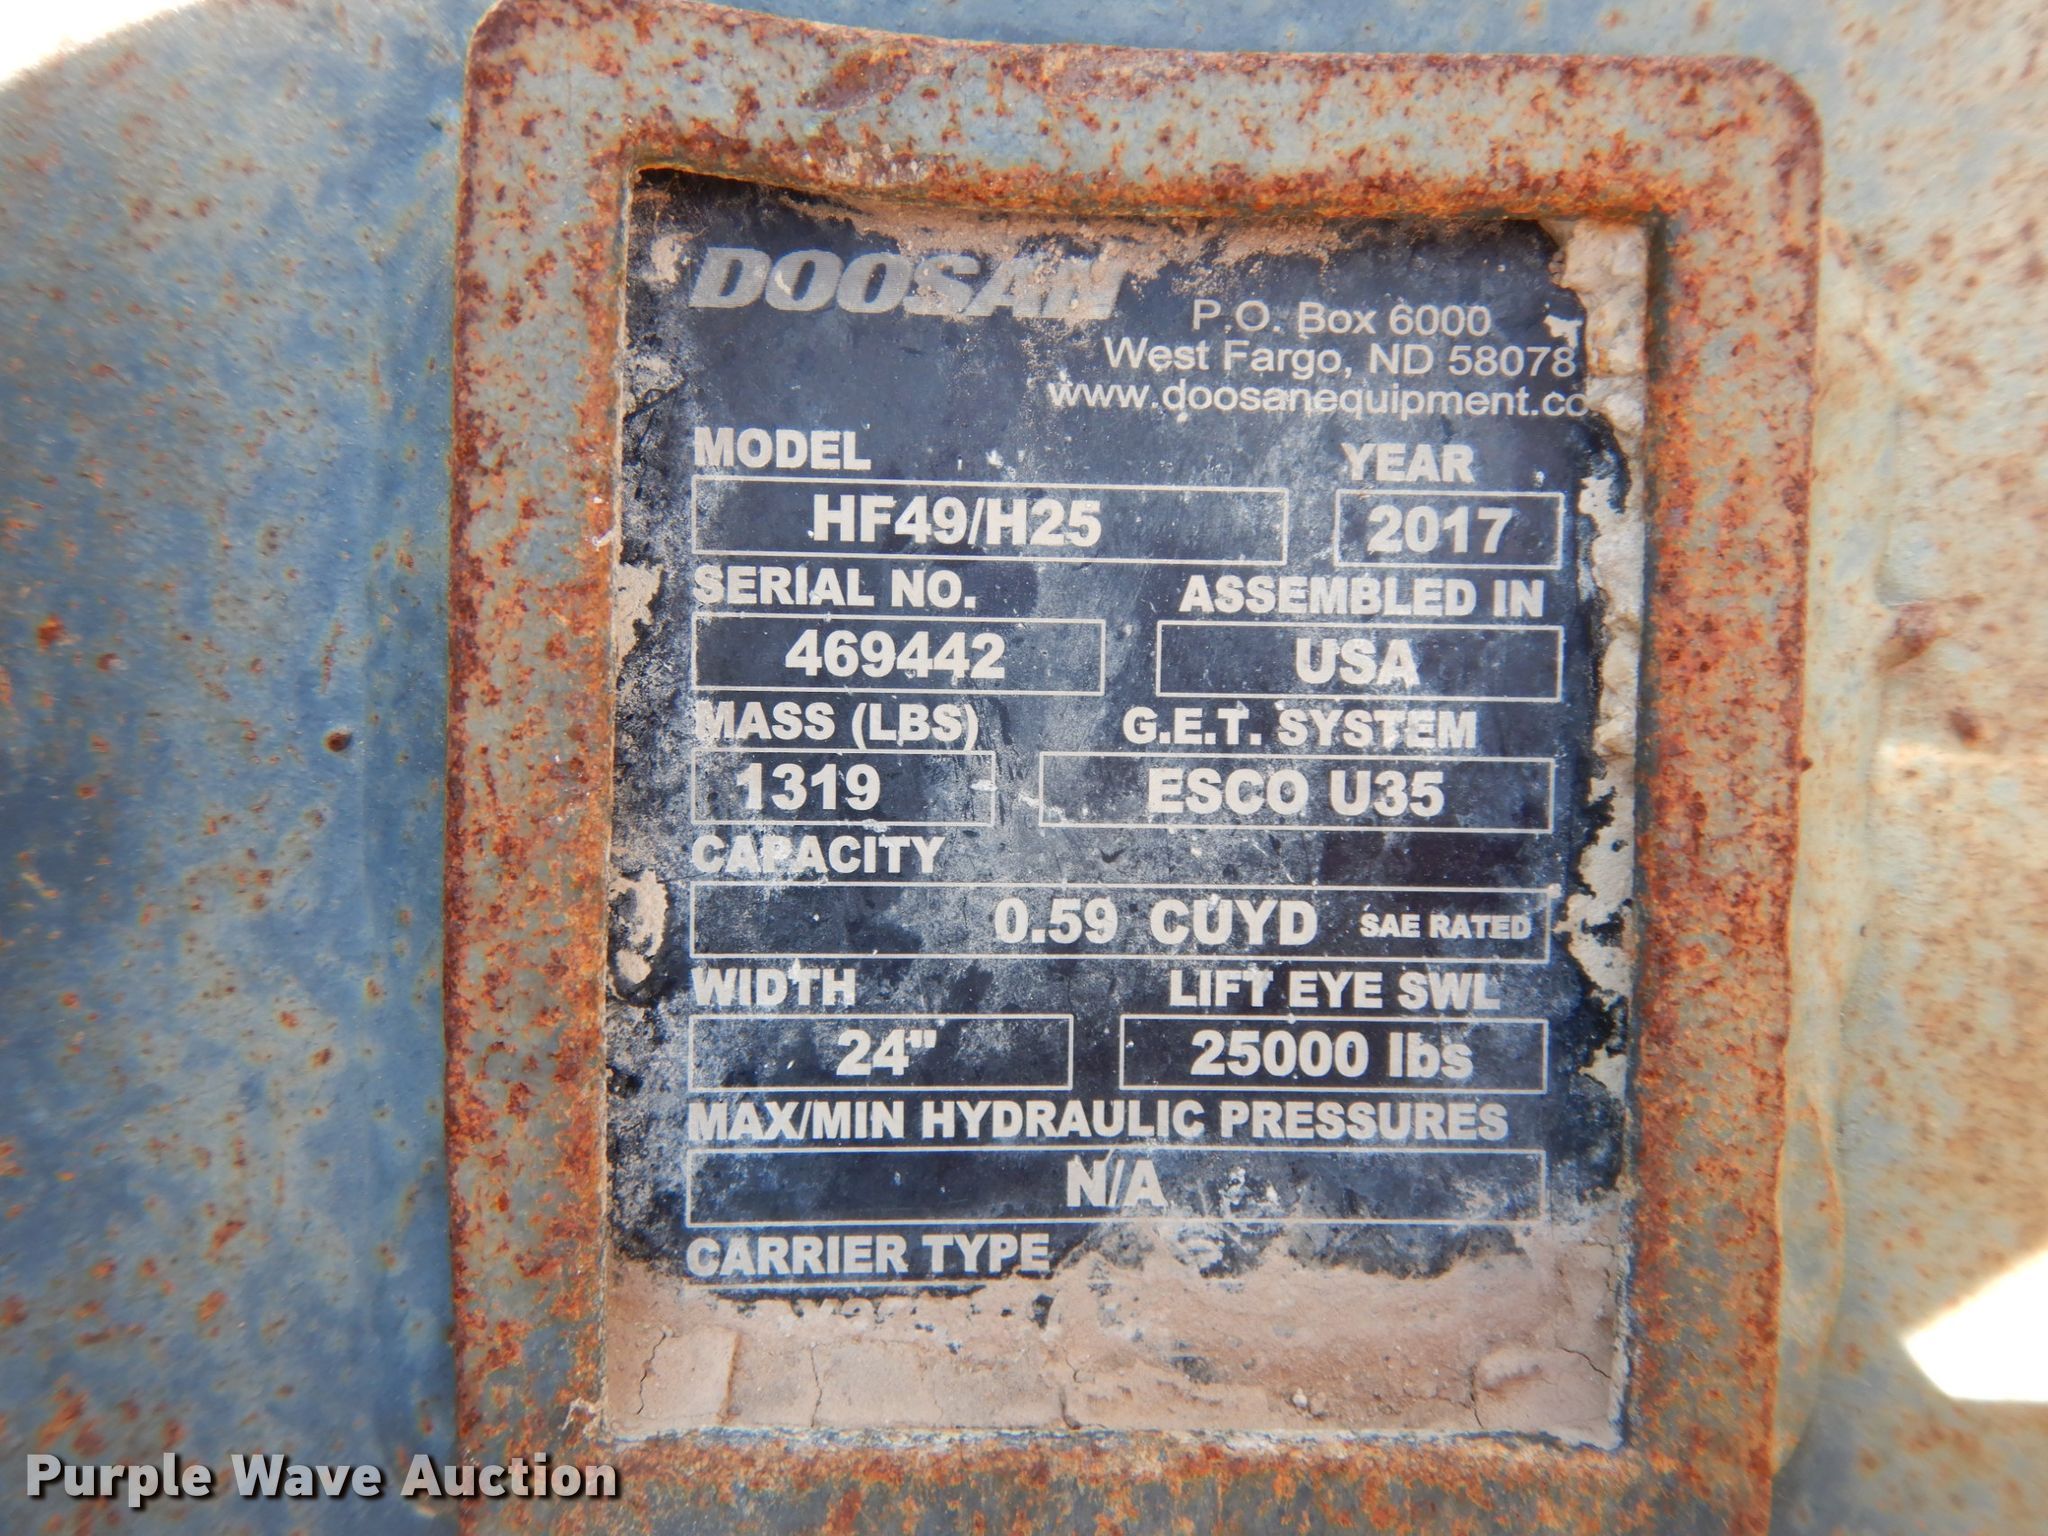 DOOSAN
P.O. Box 6000
West Fargo, ND 58078
www.doosanequipment.co
MODEL YEAR
HF49/H25 2017
SERIAL NO. ASSEMBLED IN
469442 USA
MASS (LBS) G.E.T. SYSTEM
1319 ESCO U35
CAPACITY
0.59 CUYD SAE RATED
WIDTH LIFT EYE SWL
24" 25000 lbs
MAX/MIN HYDRAULIC PRESSURES
N/A
CARRIER TYPE
Purple Wave Auction